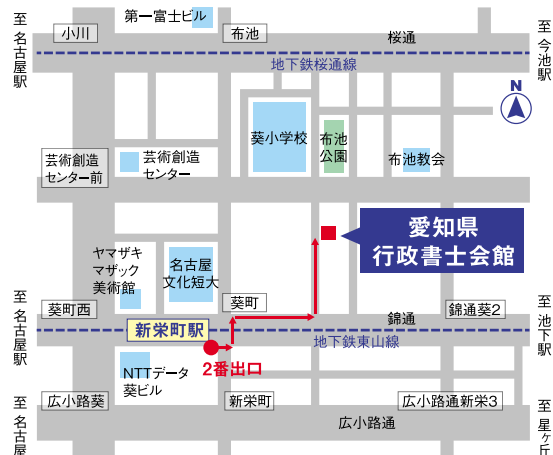 至 名古屋駅
第一富士ビル
小川
布池
桜通
至 今池駅
地下鉄桜通線
N
葵小学校
布池
公園
芸術創造
センター前
芸術創造
センター
布池教会
愛知県
行政書士会館
ヤマザキ
マザック
美術館
名古屋
文化短大
至 名古屋駅
葵町西
葵町
錦通
錦通葵2
至 池下駅
新栄町駅
地下鉄東山線
2番出口
NTTデータ
葵ビル
至 名古屋
広小路葵
新栄町
広小路通新栄3
広小路通
至 星ヶ丘